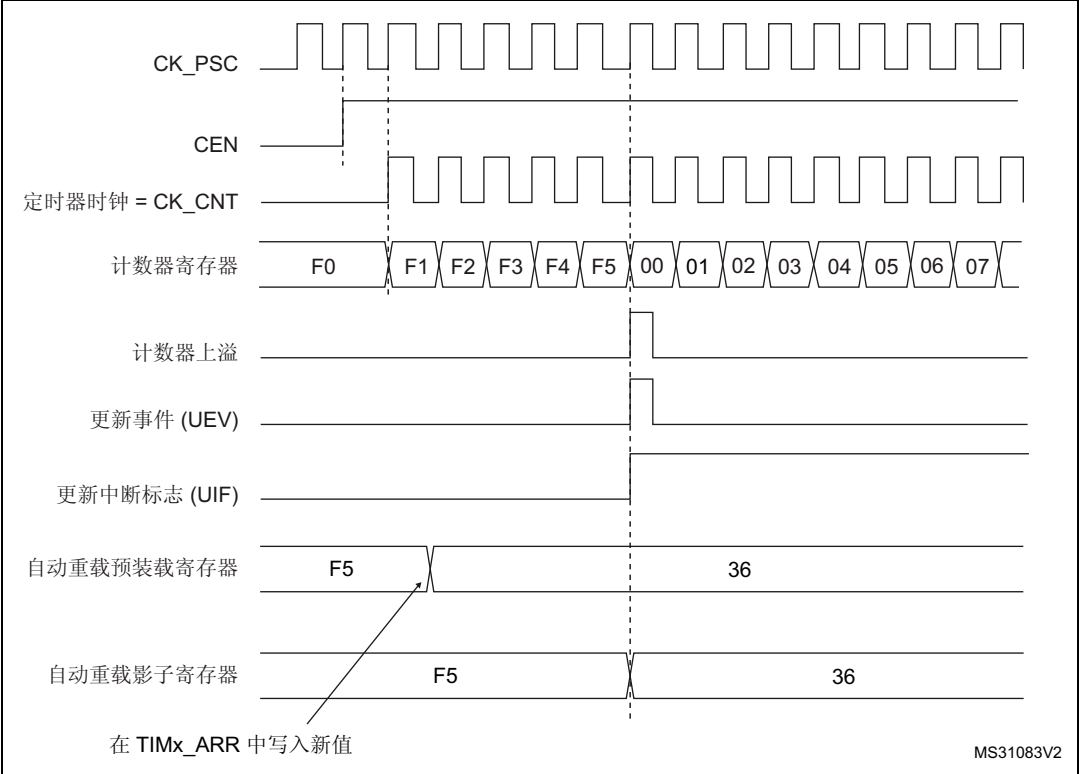 CK_PSC
CEN
定时器时钟 = CK_CNT
计数器寄存器 F0 F1 F2 F3 F4 F5 00 01 02 03 04 05 06 07
计数器上溢
更新事件 (UEV)
更新中断标志 (UIF)
自动重载预装载寄存器 F5 36
自动重载影子寄存器 F5 36
在 TIMx_ARR 中写入新值
MS31083V2